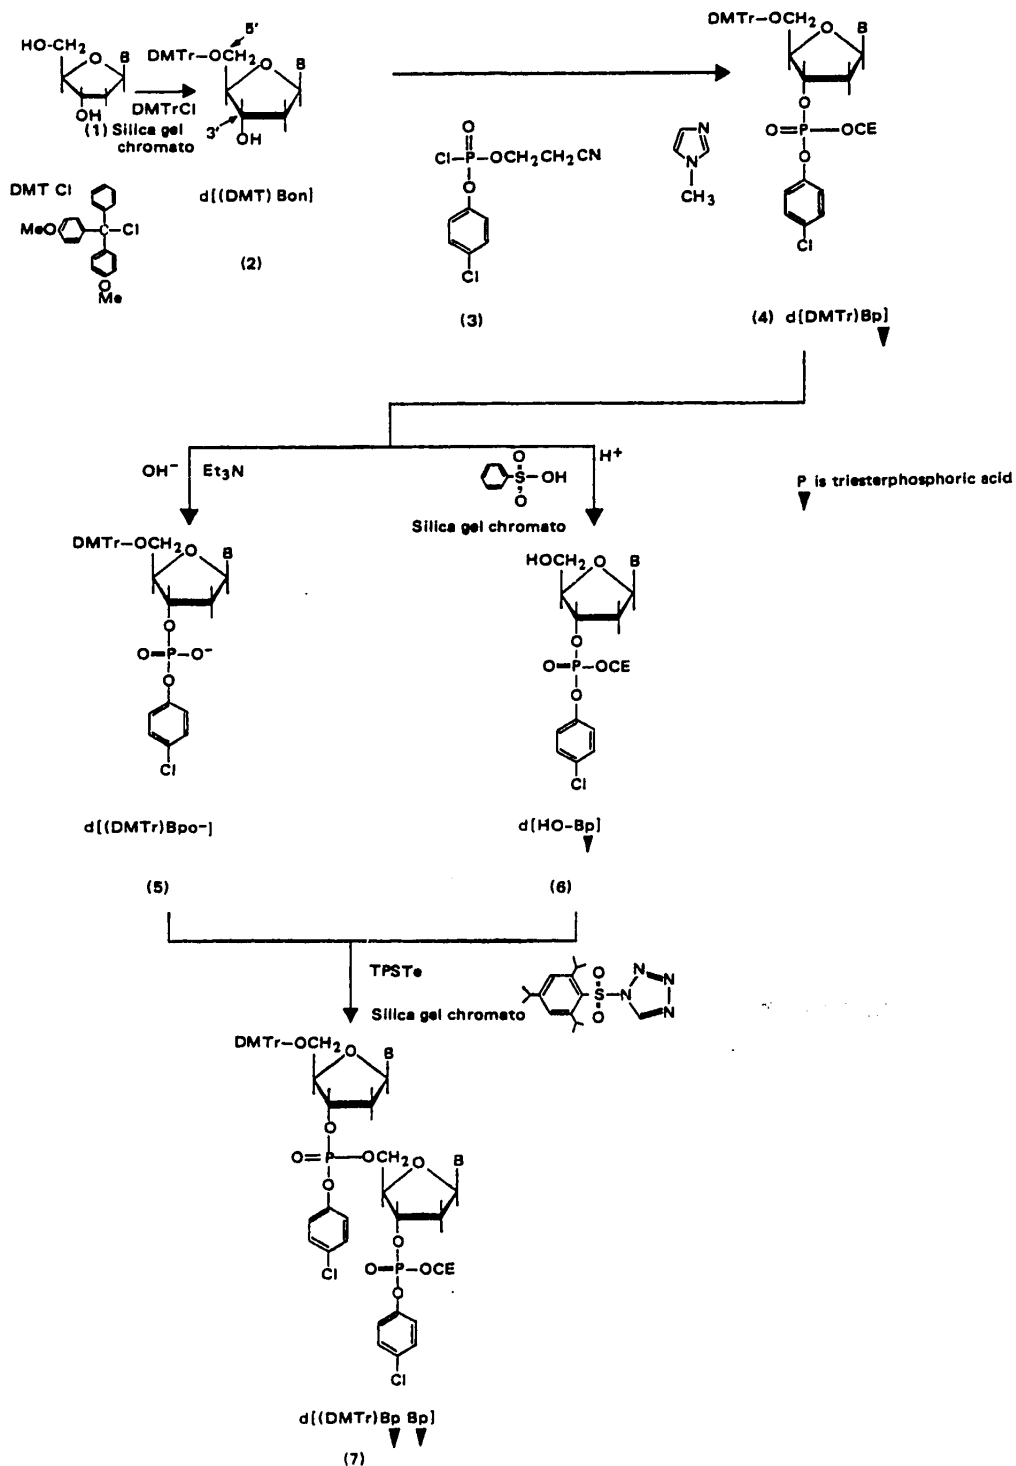 HO-CH2 O B
OH
(1) Silica gel
chromato
DMTrCl
5'
DMTr-OCH2 O B
3'
OH
d[(DMT) Bon]
(2)
DMT Cl
MeO C Cl
O
Me
O
Cl-P-OCH2CH2CN
O
Cl
(3)
N
N
CH3
DMTr-OCH2 O B
O
O=P-OCE
O
Cl
(4) d[DMTr)Bp]
OH- Et3N
O
S-OH
O
H+
Silica gel chromato
P is triesterphosphoric acid
DMTr-OCH2 O B
O
O=P-O-
O
Cl
d[(DMTr)Bpo-]
(5)
HOCH2 O B
O
O=P-OCE
O
Cl
d[HO-Bp]
(6)
TPSTe
Silica gel chromato
O
S-N N N N
O
DMTr-OCH2 O B
O
O=P-OCH2 O B
O
Cl
O
O=P-OCE
O
Cl
d[(DMTr)Bp Bp]
(7)